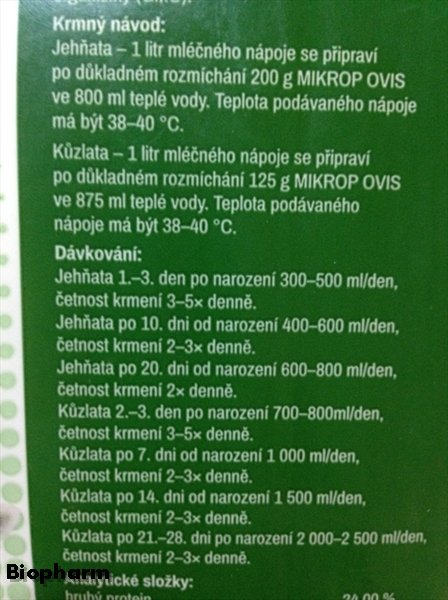 Krmný návod:
Jehňata – 1 litr mléčného nápoje se připraví
po důkladném rozmíchání 200 g MIKROP OVIS
ve 800 ml teplé vody. Teplota podávaného nápoje
má být 38–40 °C.
Kůzlata – 1 litr mléčného nápoje se připraví
po důkladném rozmíchání 125 g MIKROP OVIS
ve 875 ml teplé vody. Teplota podávaného
nápoje má být 38–40 °C.
Dávkování:
Jehňata 1.–3. den po narození 300–500 ml/den,
četnost krmení 3–5× denně.
Jehňata po 10. dni od narození 400–600 ml/den,
četnost krmení 2–3× denně.
Jehňata po 20. dni od narození 600–800 ml/den,
četnost krmení 2× denně.
Kůzlata 2.–3. den po narození 700–800ml/den,
četnost krmení 3–5× denně.
Kůzlata po 7. dni od narození 1 000 ml/den,
četnost krmení 2–3× denně.
Kůzlata po 14. dni od narození 1 500 ml/den,
četnost krmení 2–3× denně.
Kůzlata po 21.–28. dni od narození 2 000–2 500 ml/den,
četnost krmení 2–3× denně.
Biopharm
Analytické složky:
hrubý protein 24,00 %